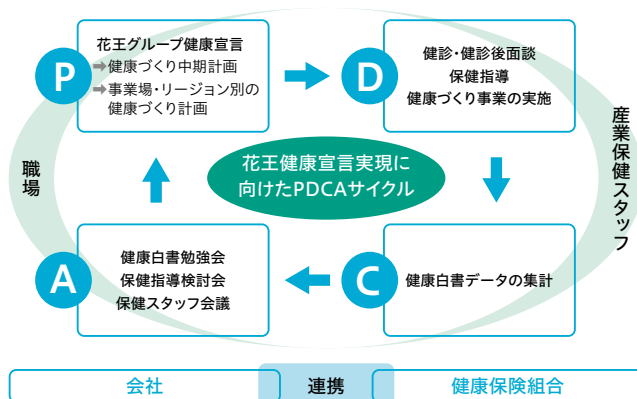 P
花王グループ健康宣言
➡健康づくり中期計画
➡事業場・リージョン別の
健康づくり計画
D
健診・健診後面談
保健指導
健康づくり事業の実施
職場
花王健康宣言実現に
向けたPDCAサイクル
産業保健スタッフ
A
健康白書勉強会
保健指導検討会
保健スタッフ会議
C
健康白書データの集計
会社
連携
健康保険組合